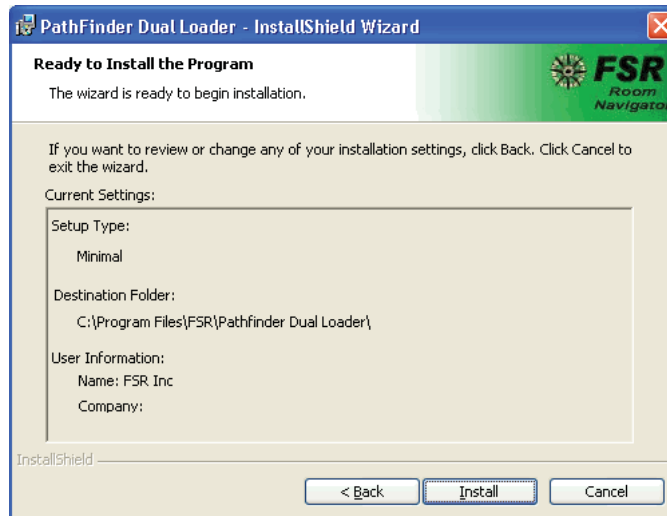 PathFinder Dual Loader - InstallShield Wizard
Ready to Install the Program
The wizard is ready to begin installation.
FSR
Room
Navigator
If you want to review or change any of your installation settings, click Back. Click Cancel to
exit the wizard.
Current Settings:
Setup Type:
Minimal
Destination Folder:
C:\Program Files\FSR\Pathfinder Dual Loader\
User Information:
Name: FSR Inc
Company:
InstallShield
< Back
Install
Cancel